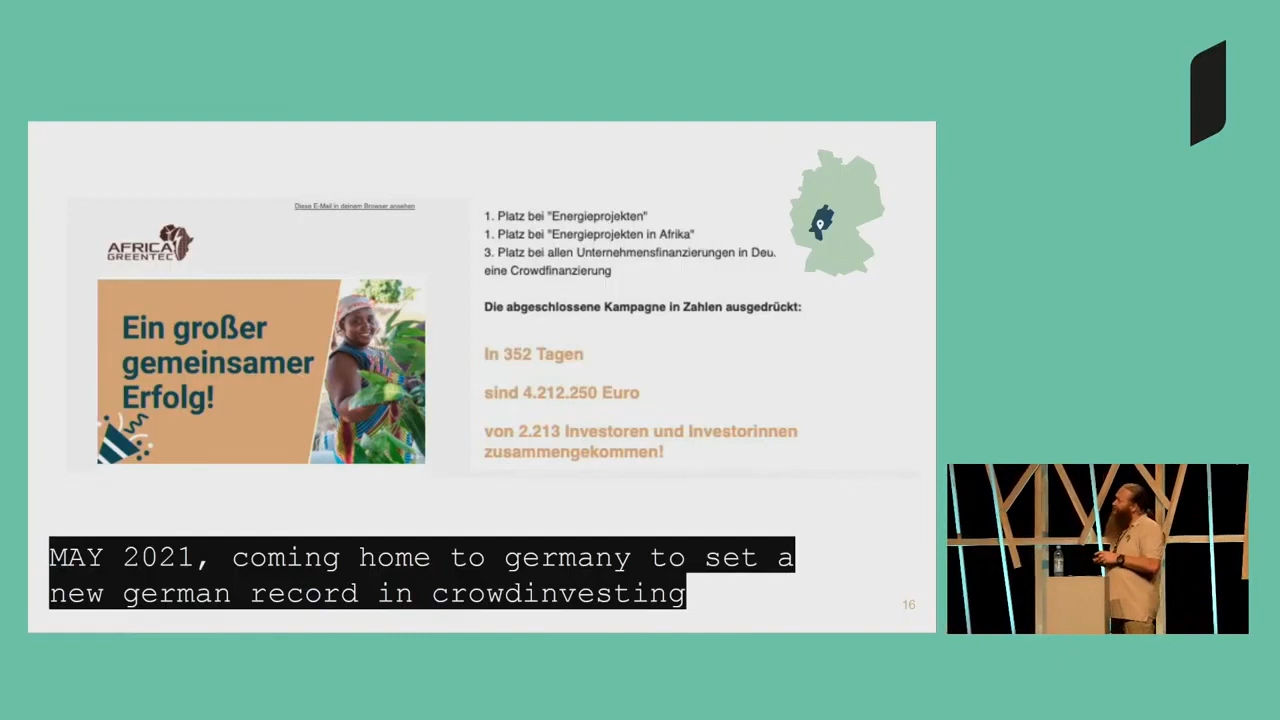 Diese E-Mail in deinem Browser ansehen
AFRICA
GREENTEC
Ein großer
gemeinsamer
Erfolg!
1. Platz bei "Energieprojekten"
1. Platz bei "Energieprojekten in Afrika"
3. Platz bei allen Unternehmensfinanzierungen in Deu.
eine Crowdfinanzierung
Die abgeschlossene Kampagne in Zahlen ausgedrückt:
In 352 Tagen
sind 4.212.250 Euro
von 2.213 Investoren und Investorinnen
zusammengekommen!
MAY 2021, coming home to germany to set a
new german record in crowdinvesting
16